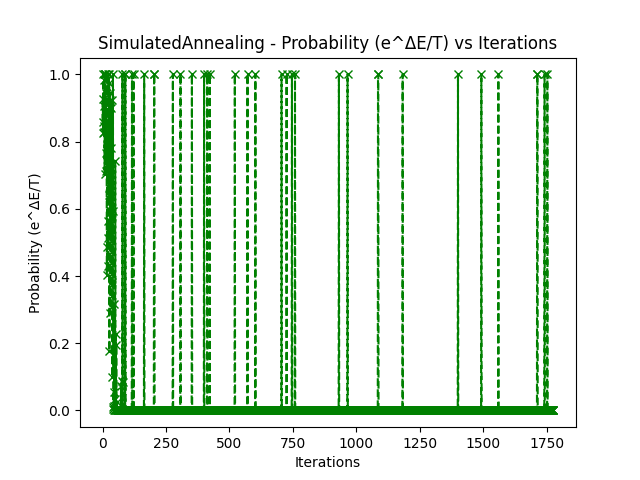 SimulatedAnnealing - Probability (e^ΔE/T) vs Iterations
1.0
0.8
0.6
0.4
0.2
0.0
Probability (e^ΔE/T)
0 250 500 750 1000 1250 1500 1750
Iterations